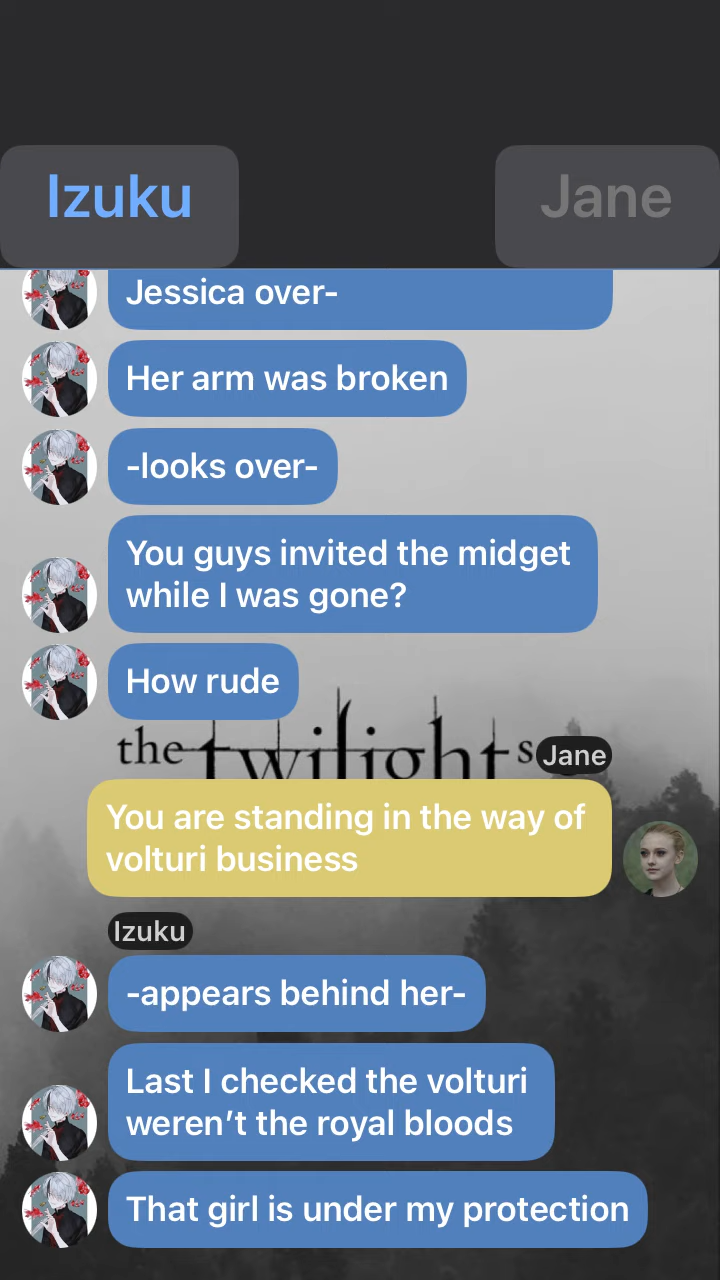 Izuku
Jane
Jessica over-
Her arm was broken
-looks over-
You guys invited the midget
while I was gone?
How rude
the twilight s
Jane
You are standing in the way of
volturi business
Izuku
-appears behind her-
Last I checked the volturi
weren’t the royal bloods
That girl is under my protection